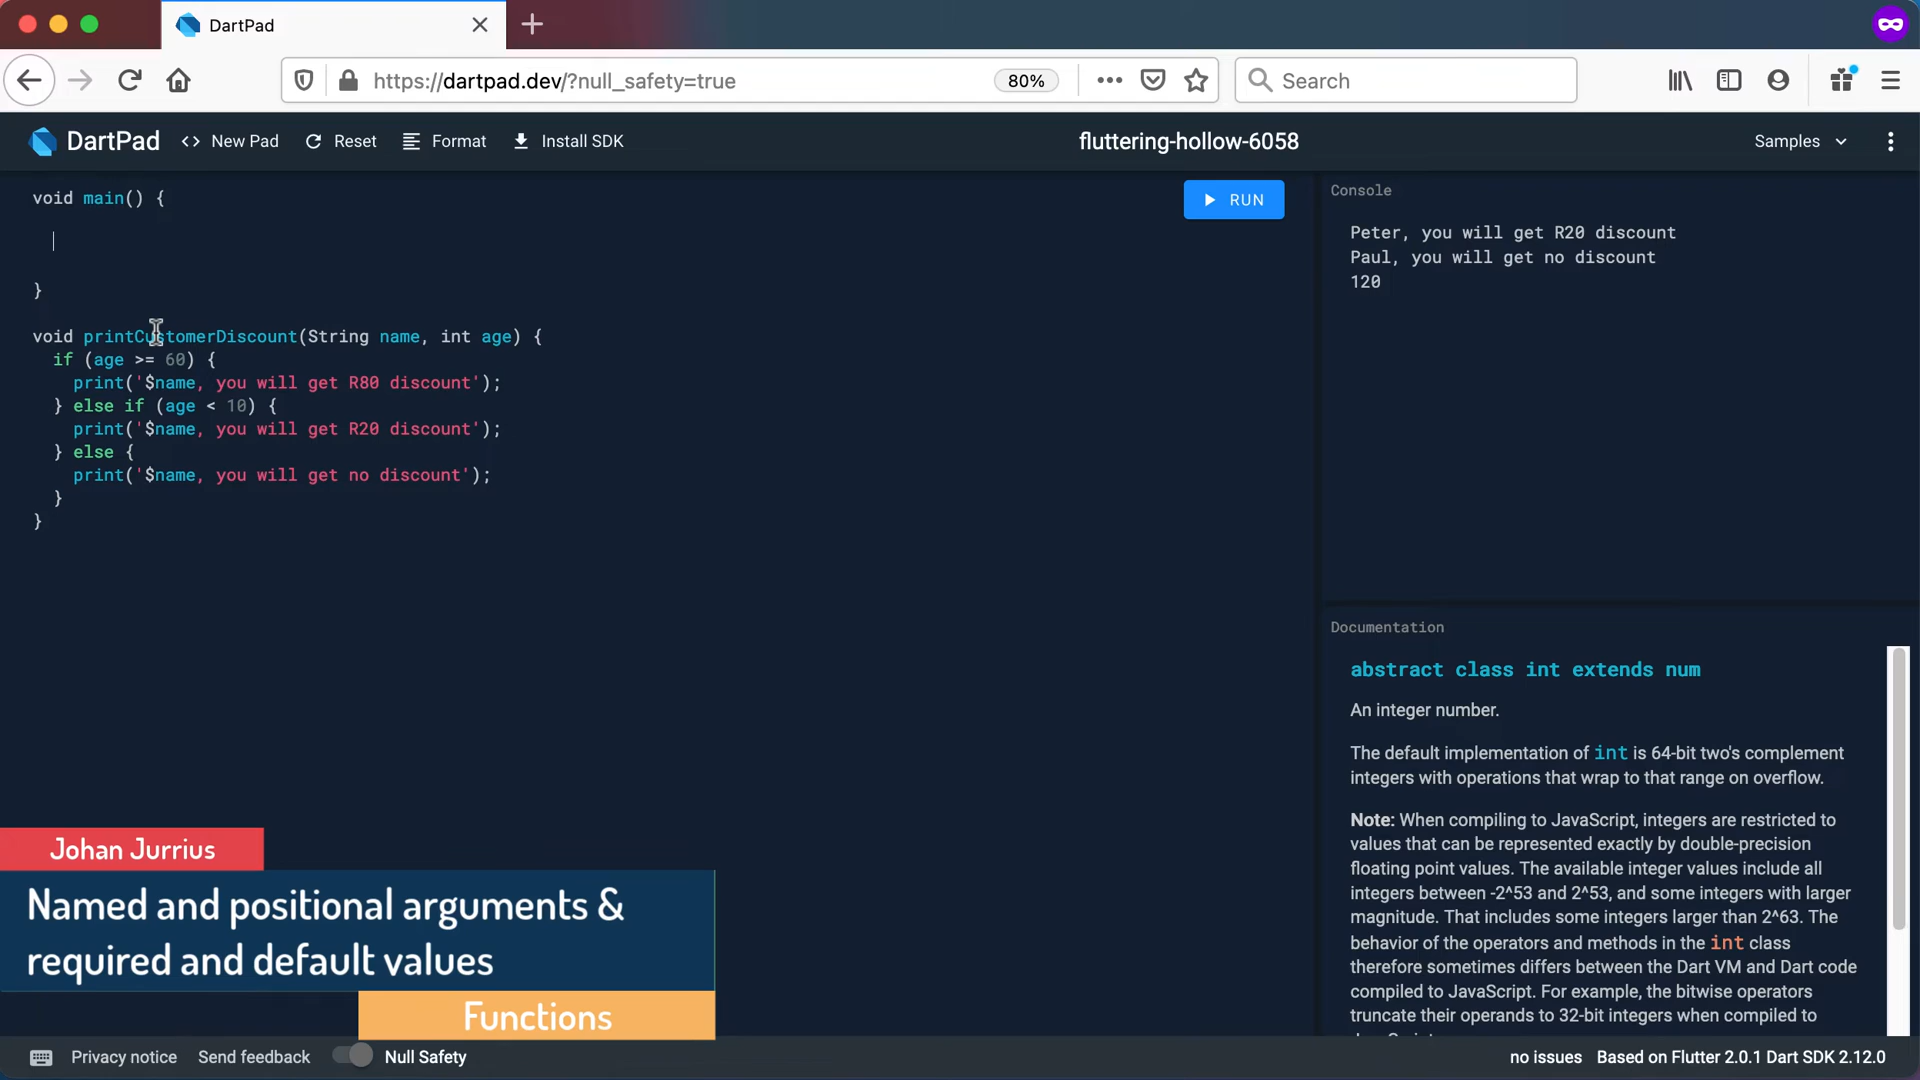 DartPad
https://dartpad.dev/?null_safety=true
80%
Search
DartPad
New Pad
Reset
Format
Install SDK
fluttering-hollow-6058
Samples
void main() {
}
void printCustomerDiscount(String name, int age) {
if (age >= 60) {
print('$name, you will get R80 discount');
} else if (age < 10) {
print('$name, you will get R20 discount');
} else {
print('$name, you will get no discount');
}
}
RUN
Console
Peter, you will get R20 discount
Paul, you will get no discount
120
Documentation
abstract class int extends num
An integer number.
The default implementation of int is 64-bit two's complement
integers with operations that wrap to that range on overflow.
Note: When compiling to JavaScript, integers are restricted to
values that can be represented exactly by double-precision
floating point values. The available integer values include all
integers between -2^53 and 2^53, and some integers with larger
magnitude. That includes some integers larger than 2^63. The
behavior of the operators and methods in the int class
therefore sometimes differs between the Dart VM and Dart code
compiled to JavaScript. For example, the bitwise operators
truncate their operands to 32-bit integers when compiled to
Johan Jurrius
Named and positional arguments &
required and default values
Functions
Privacy notice
Send feedback
Null Safety
no issues
Based on Flutter 2.0.1 Dart SDK 2.12.0